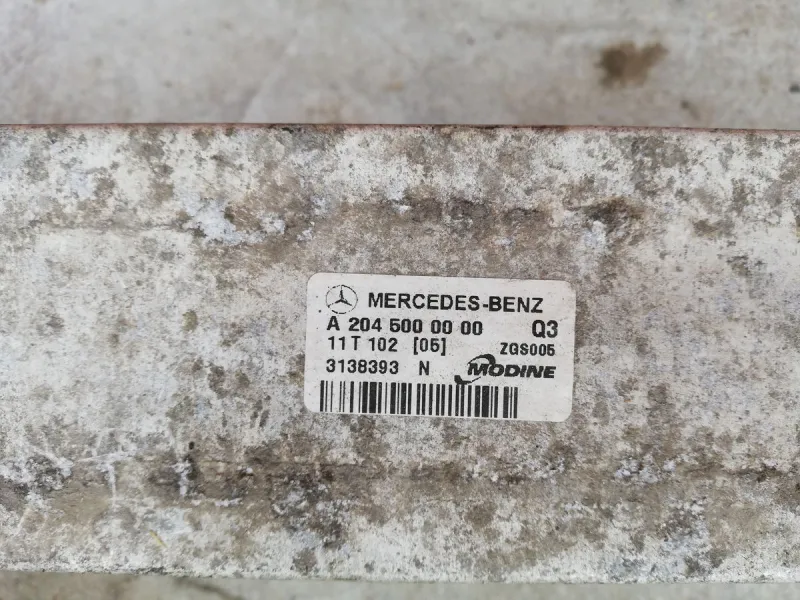 MERCEDES-BENZ
A 204 500 00 00 Q3
11 T 102 [05] ZGS005
3138393 N MODINE